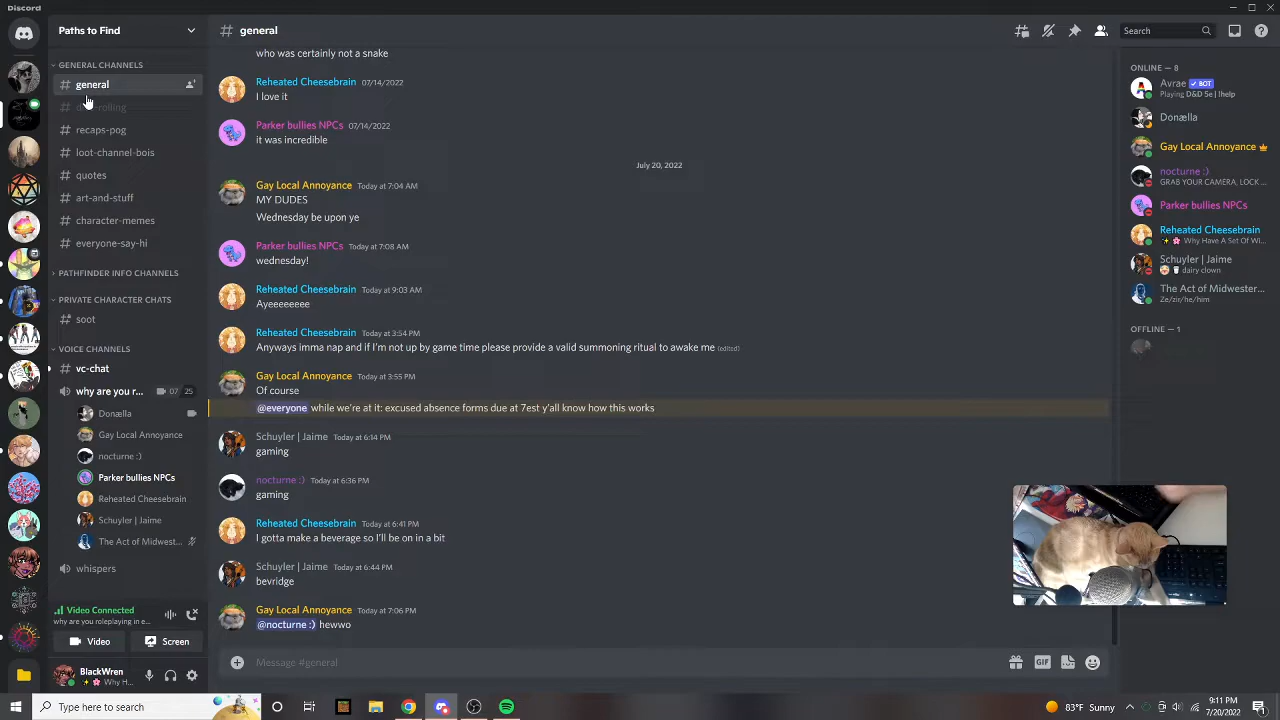 Discord
Paths to Find
# general
Search
GENERAL CHANNELS
# general
# dice-rolling
# recaps-pog
# loot-channel-bois
# quotes
# art-and-stuff
# character-memes
# everyone-say-hi
PATHFINDER INFO CHANNELS
PRIVATE CHARACTER CHATS
# soot
VOICE CHANNELS
# vc-chat
why are you r... 07 25
Donælla
Gay Local Annoyance
nocturne :)
Parker bullies NPCs
Reheated Cheesebrain
Schuyler | Jaime
The Act of Midwest...
whispers
Video Connected
why are you roleplaying in e...
Video
Screen
BlackWren
Why H...
who was certainly not a snake
Reheated Cheesebrain 07/14/2022
I love it
Parker bullies NPCs 07/14/2022
it was incredible
July 20, 2022
Gay Local Annoyance Today at 7:04 AM
MY DUDES
Wednesday be upon ye
Parker bullies NPCs Today at 7:08 AM
wednesday!
Reheated Cheesebrain Today at 9:03 AM
Ayeeeeeeee
Reheated Cheesebrain Today at 3:54 PM
Anyways imma nap and if I'm not up by game time please provide a valid summoning ritual to awake me (edited)
Gay Local Annoyance Today at 3:55 PM
Of course
@everyone while we're at it: excused absence forms due at 7est y'all know how this works
Schuyler | Jaime Today at 6:14 PM
gaming
nocturne :) Today at 6:36 PM
gaming
Reheated Cheesebrain Today at 6:41 PM
I gotta make a beverage so I'll be on in a bit
Schuyler | Jaime Today at 6:44 PM
bevridge
Gay Local Annoyance Today at 7:06 PM
@nocturne :) hewwo
Message #general
GIF
ONLINE — 8
Avrae BOT
Playing D&D 5e | !help
Donælla
Gay Local Annoyance
nocturne :)
GRAB YOUR CAMERA, LOCK ...
Parker bullies NPCs
Reheated Cheesebrain
Why Have A Set Of Wi...
Schuyler | Jaime
dairy clown
The Act of Midwester...
Ze/zir/he/him
OFFLINE — 1
Type here to search
83°F Sunny
9:11 PM
7/20/2022